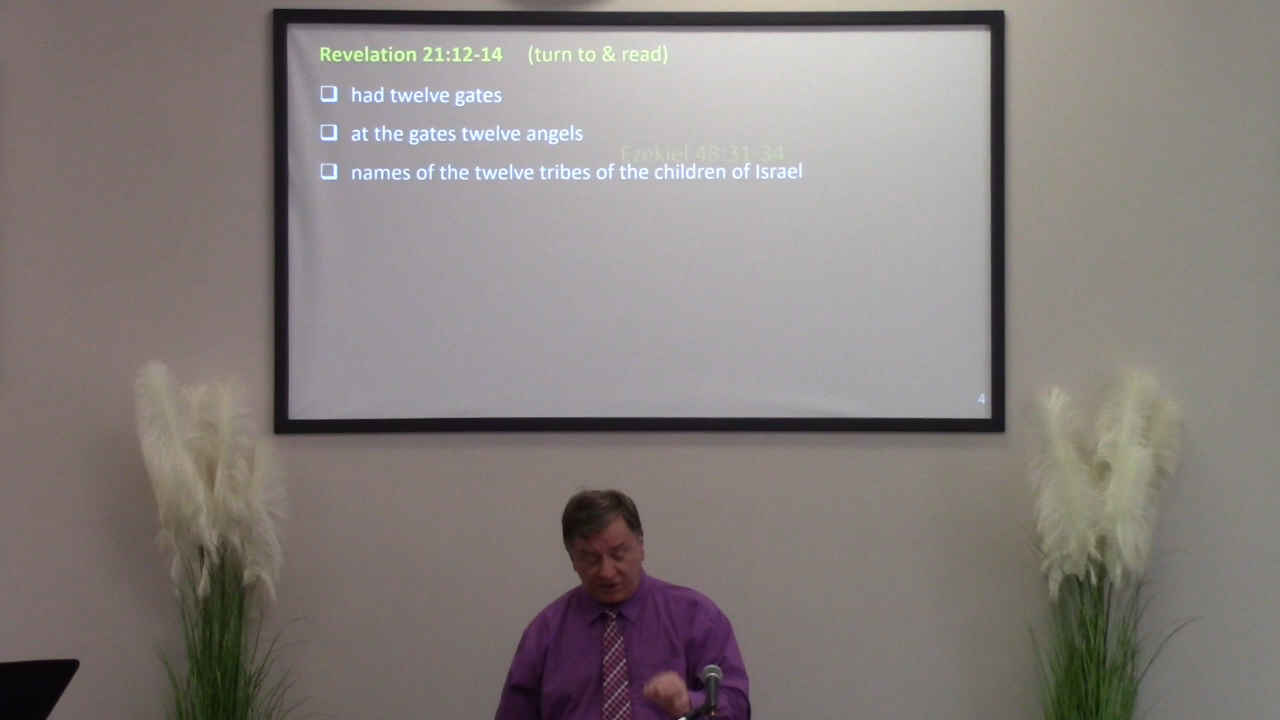 Revelation 21:12-14 (turn to & read)
❑ had twelve gates
❑ at the gates twelve angels
Ezekiel 48:31-34
❑ names of the twelve tribes of the children of Israel
4